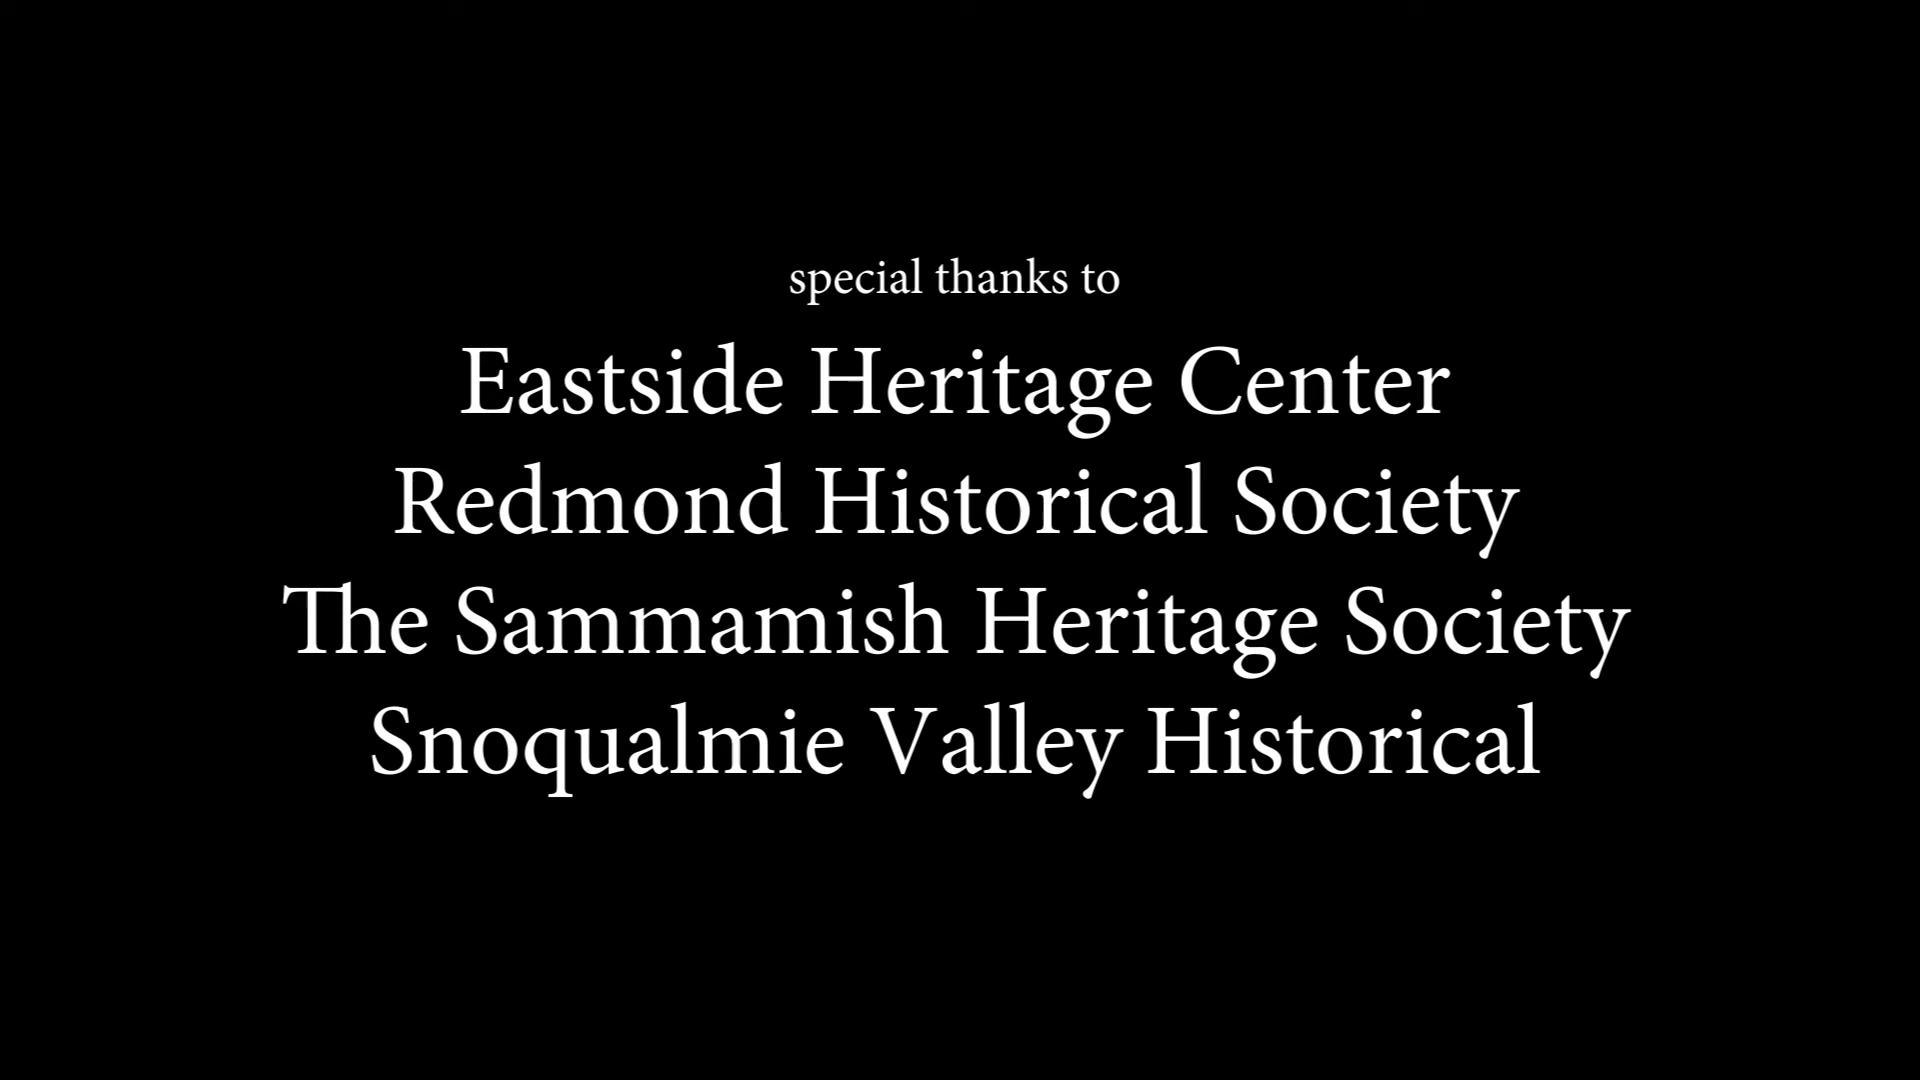 special thanks to
Eastside Heritage Center
Redmond Historical Society
The Sammamish Heritage Society
Snoqualmie Valley Historical